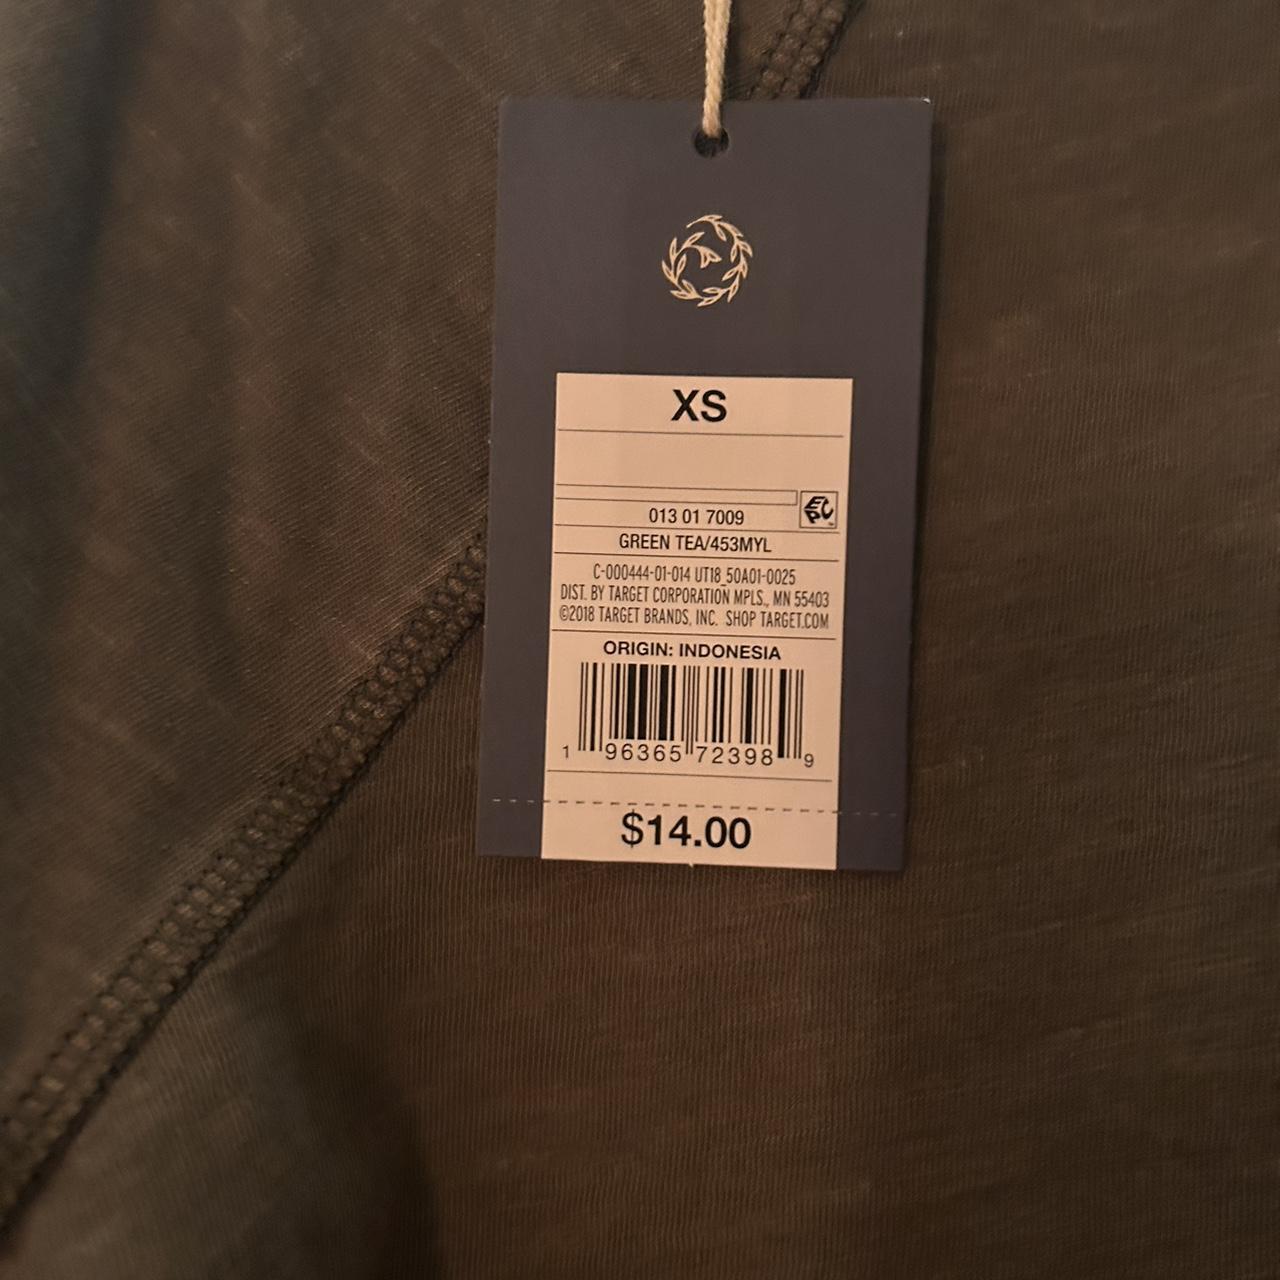 XS
EPC
013 01 7009
GREEN TEA/453MYL
C-000444-01-014 UT18_50A01-0025
DIST. BY TARGET CORPORATION MPLS., MN 55403
©2018 TARGET BRANDS, INC. SHOP TARGET.COM
ORIGIN: INDONESIA
1 96365 72398 9
$14.00